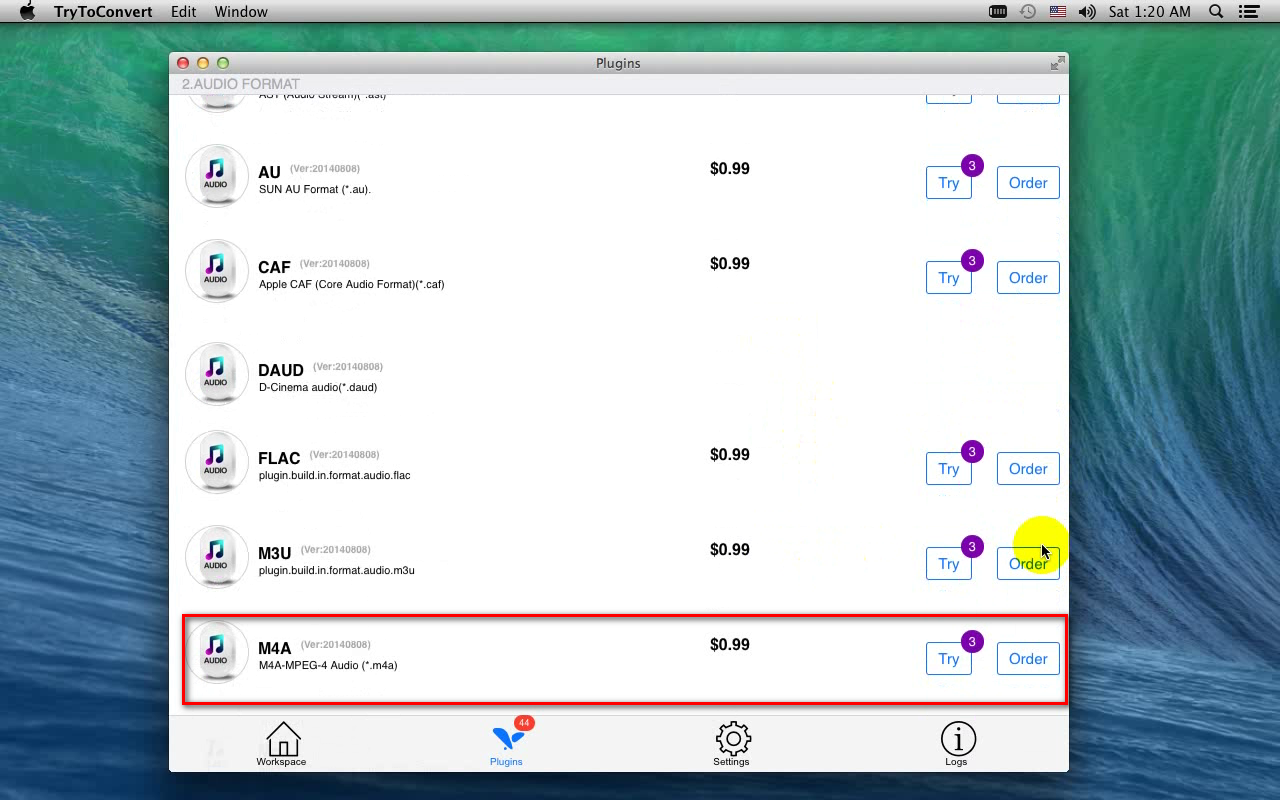 TryToConvert Edit Window Sat 1:20 AM
Plugins
2.AUDIO FORMAT
AST (Audio Stream)(*.ast)
AUDIO
AU (Ver:20140808)
SUN AU Format (*.au).
$0.99
3
Try
Order
AUDIO
CAF (Ver:20140808)
Apple CAF (Core Audio Format)(*.caf)
$0.99
3
Try
Order
AUDIO
DAUD (Ver:20140808)
D-Cinema audio(*.daud)
AUDIO
FLAC (Ver:20140808)
plugin.build.in.format.audio.flac
$0.99
3
Try
Order
AUDIO
M3U (Ver:20140808)
plugin.build.in.format.audio.m3u
$0.99
3
Try
Order
AUDIO
M4A (Ver:20140808)
M4A-MPEG-4 Audio (*.m4a)
$0.99
3
Try
Order
44
Workspace
Plugins
Settings
Logs